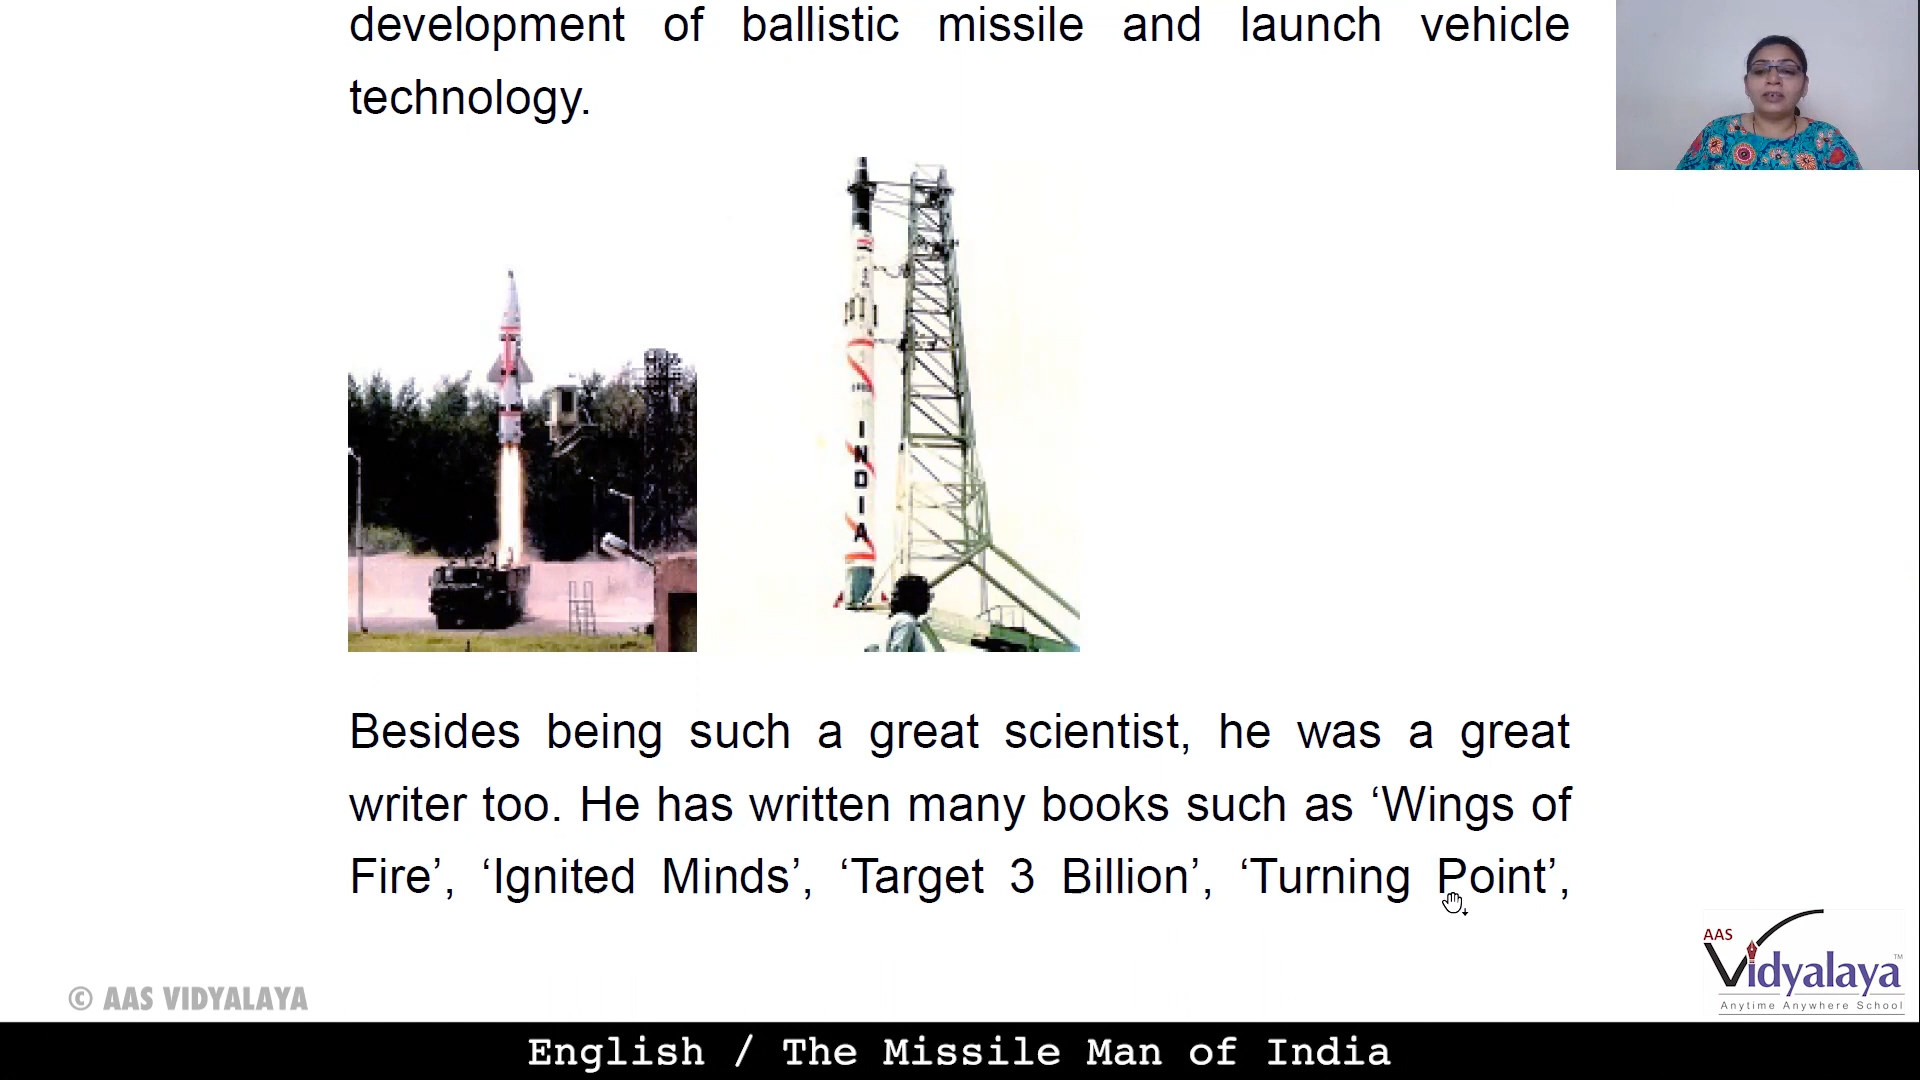 development of ballistic missile and launch vehicle
technology.
INDIA
Besides being such a great scientist, he was a great
writer too. He has written many books such as ‘Wings of
Fire’, ‘Ignited Minds’, ‘Target 3 Billion’, ‘Turning Point’,
AAS
Vidyalaya™
Anytime Anywhere School
© AAS VIDYALAYA
English / The Missile Man of India